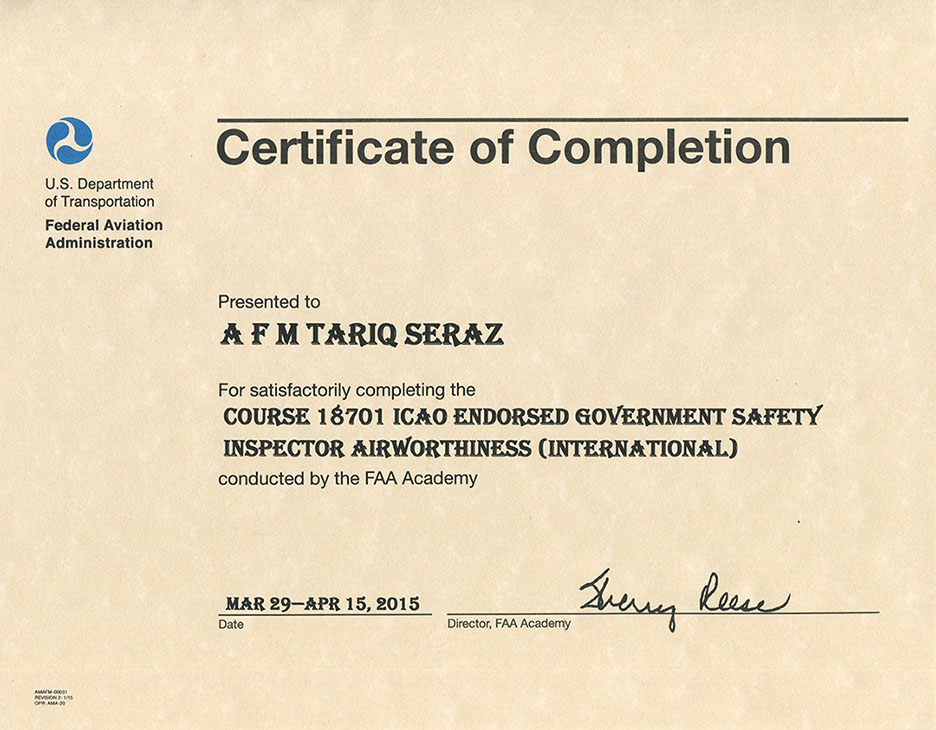 Certificate of Completion
U.S. Department
of Transportation
Federal Aviation
Administration
Presented to
A F M TARIQ SERAZ
For satisfactorily completing the
COURSE 18701 ICAO ENDORSED GOVERNMENT SAFETY
INSPECTOR AIRWORTHINESS (INTERNATIONAL)
conducted by the FAA Academy
MAR 29–APR 15, 2015
Sherry Reese
Date
Director, FAA Academy
AMAFM-00031
REVISION 2: 1/15
OPR: AMA-20